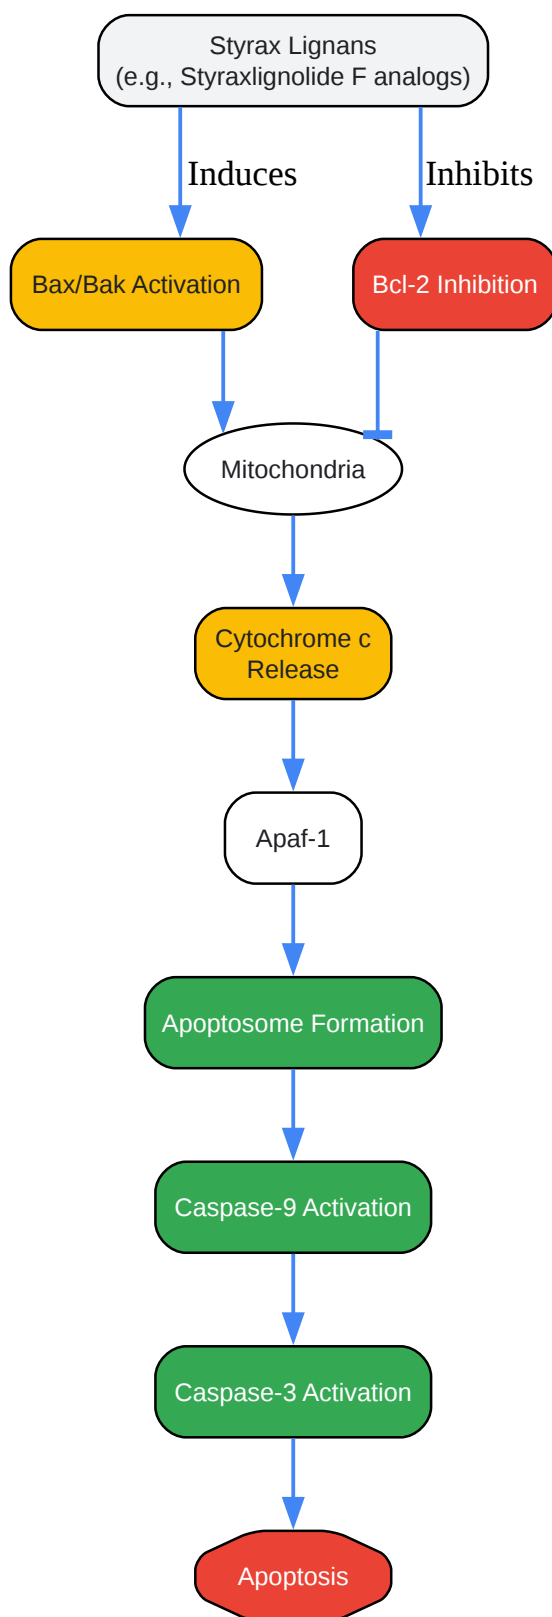 Styrax Lignans
(e.g., Styraxlignolide F analogs)
Induces
Inhibits
Bax/Bak Activation
Bcl-2 Inhibition
Mitochondria
Cytochrome c
Release
Apaf-1
Apoptosome Formation
Caspase-9 Activation
Caspase-3 Activation
Apoptosis